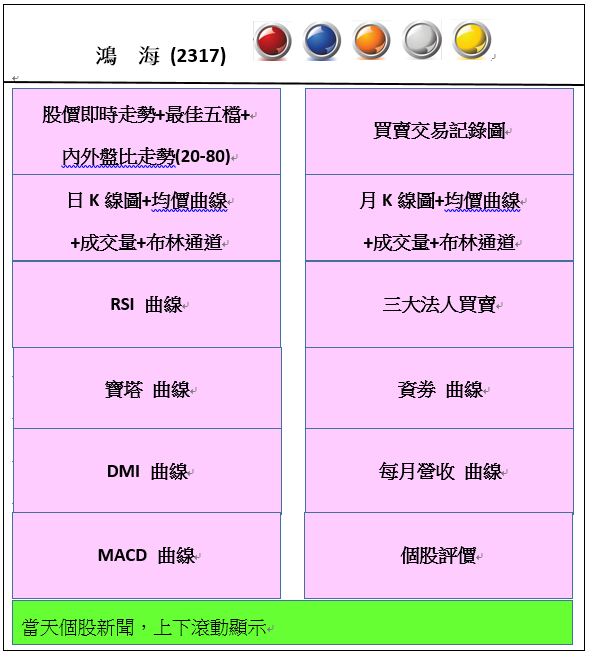 鴻 海 (2317)
股價即時走勢+最佳五檔+
內外盤比走勢(20-80)
買賣交易記錄圖
日 K 線圖+均價曲線
+成交量+布林通道
月 K 線圖+均價曲線
+成交量+布林通道
RSI 曲線
三大法人買賣
寶塔 曲線
資券 曲線
DMI 曲線
每月營收 曲線
MACD 曲線
個股評價
當天個股新聞，上下滾動顯示